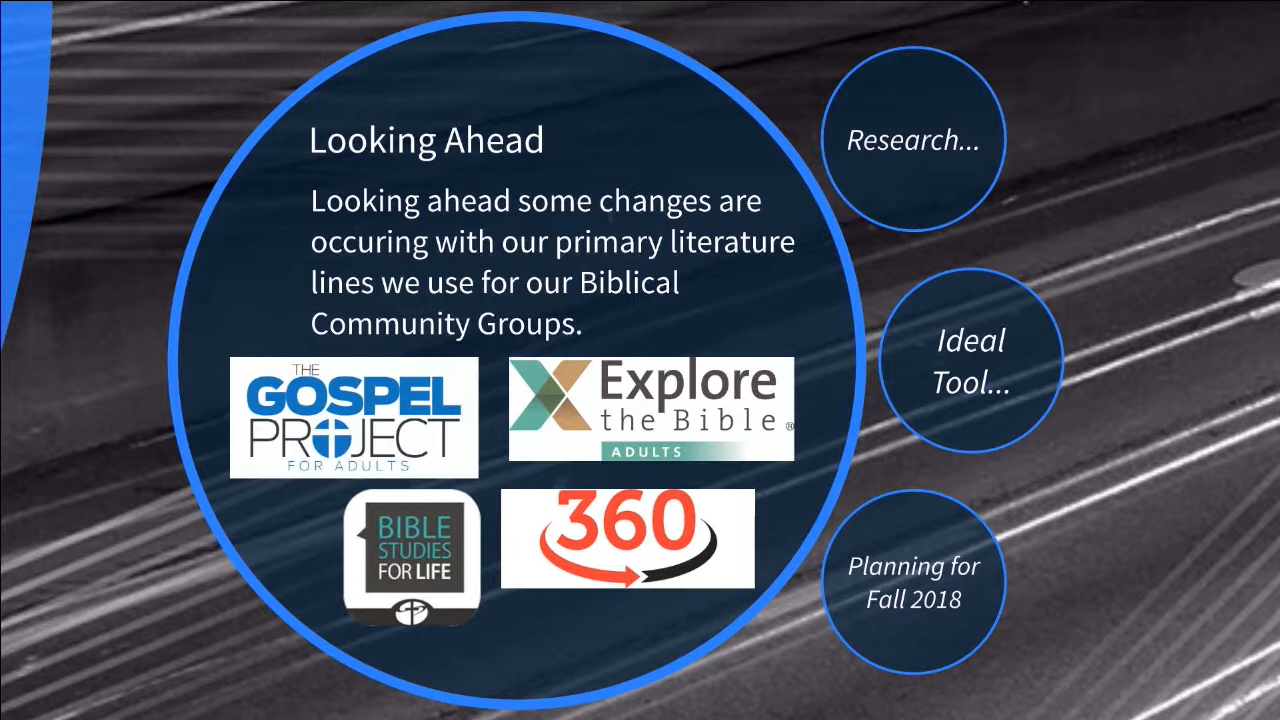 Looking Ahead
Looking ahead some changes are
occuring with our primary literature
lines we use for our Biblical
Community Groups.
THE
GOSPEL
PROJECT
FOR ADULTS
Explore
the Bible®
ADULTS
BIBLE
STUDIES
FOR LIFE
360
Research...
Ideal
Tool...
Planning for
Fall 2018